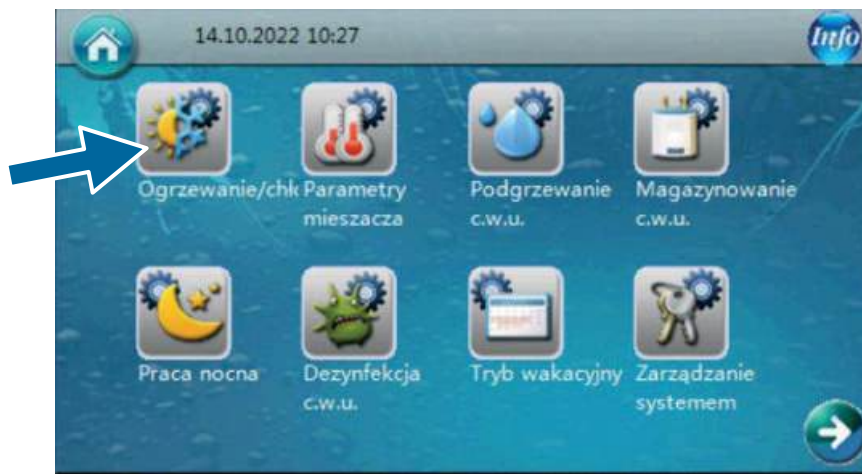 14.10.2022 10:27
Info
Ogrzewanie/chł
Parametry
mieszacza
Podgrzewanie
c.w.u.
Magazynowanie
c.w.u.
Praca nocna
Dezynfekcja
c.w.u.
Tryb wakacyjny
Zarządzanie
systemem